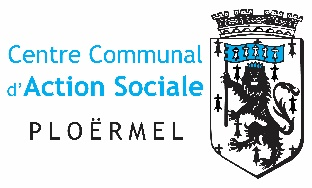 Centre Communal
d'Action Sociale
PLOËRMEL